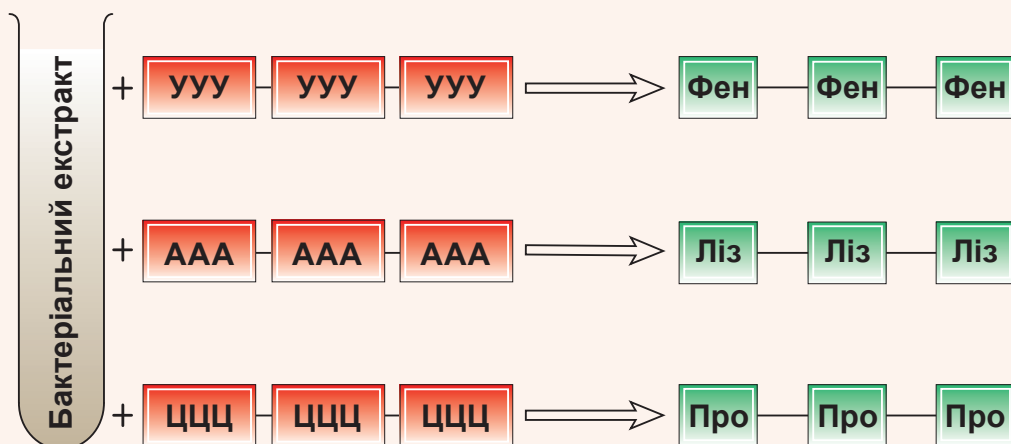 Бактеріальний екстракт
+ УУУ УУУ УУУ Фен Фен Фен
+ ААА ААА ААА Ліз Ліз Ліз
+ ЦЦЦ ЦЦЦ ЦЦЦ Про Про Про